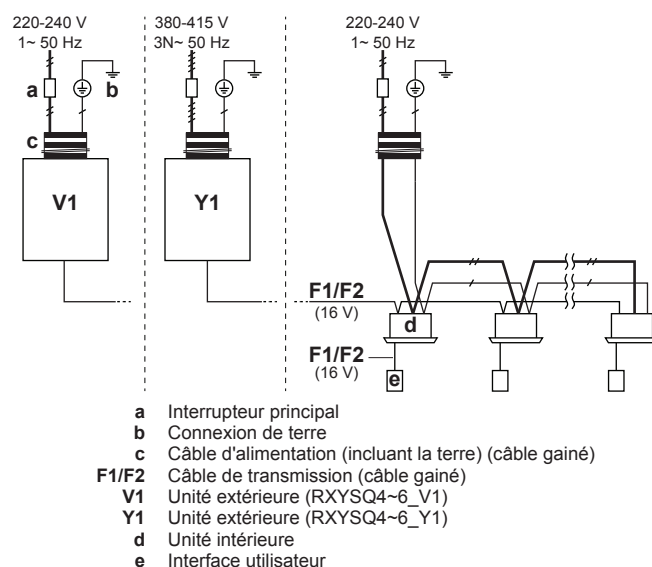 220-240 V
1~ 50 Hz
380-415 V
3N~ 50 Hz
220-240 V
1~ 50 Hz
a
b
c
V1
Y1
F1/F2
(16 V)
d
F1/F2
(16 V)
e
a Interrupteur principal
b Connexion de terre
c Câble d'alimentation (incluant la terre) (câble gainé)
F1/F2 Câble de transmission (câble gainé)
V1 Unité extérieure (RXYSQ4~6_V1)
Y1 Unité extérieure (RXYSQ4~6_Y1)
d Unité intérieure
e Interface utilisateur